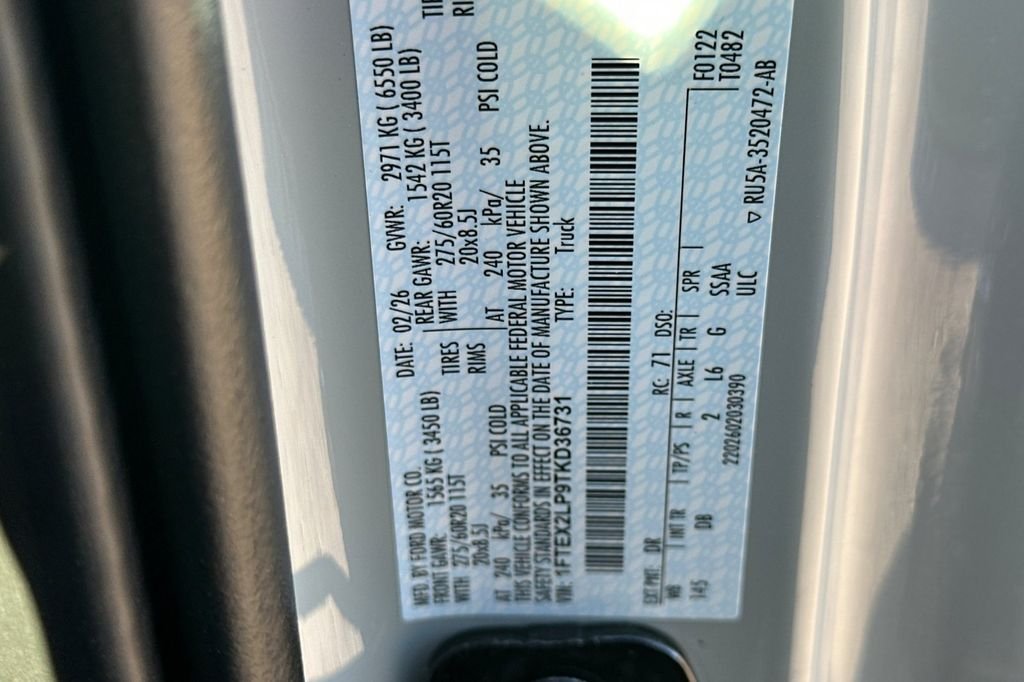 MFD. BY FORD MOTOR CO.
DATE: 02/26 GVWR: 2971 KG ( 6550 LB)
FRONT GAWR: 1565 KG ( 3450 LB)
REAR GAWR: 1542 KG ( 3400 LB)
WITH 275/60R20 115T TIRES
WITH 275/60R20 115T
20x8.5J RIMS
20x8.5J
AT 240 kPa/ 35 PSI COLD
AT 240 kPa/ 35 PSI COLD
THIS VEHICLE CONFORMS TO ALL APPLICABLE FEDERAL MOTOR VEHICLE
SAFETY STANDARDS IN EFFECT ON THE DATE OF MANUFACTURE SHOWN ABOVE.
VIN: 1FTEX2LP9TKD36731 TYPE: Truck
EXT PNT: DR RC: 71 DSO: F0122
WB INT TR TP/PS R AXLE TR SPR T0482
145 DB 2 L6 G SSAA
2202602030390 ULC ▽ RU5A-3520472-AB